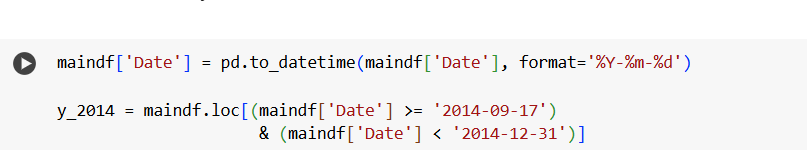 maindf['Date'] = pd.to_datetime(maindf['Date'], format='%Y-%m-%d')
y_2014 = maindf.loc[(maindf['Date'] >= '2014-09-17')
& (maindf['Date'] < '2014-12-31')]